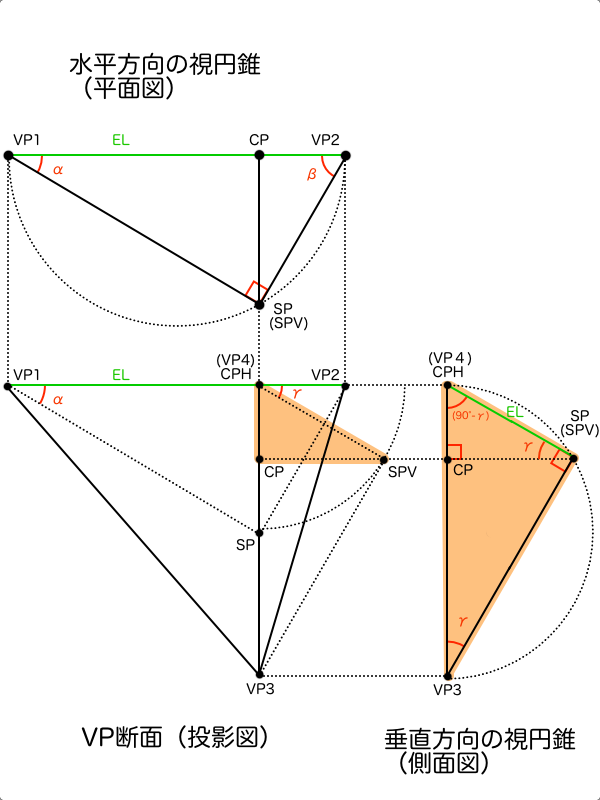 水平方向の視円錐
（平面図）
VP1 EL CP VP2
α β
SP
(SPV)
(VP4)
VP1 EL CPH VP2
α γ
CP SPV
SP
VP3
VP断面（投影図）
(VP４)
CPH
EL
(90°-γ)
SP
(SPV)
γ
CP
γ
VP3
垂直方向の視円錐
（側面図）